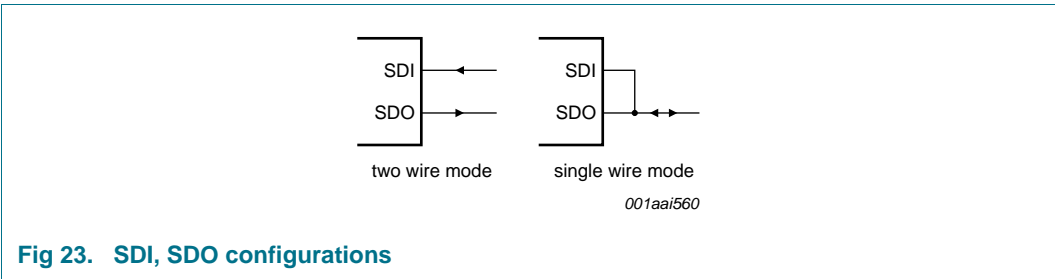 SDI
SDO
two wire mode
SDI
SDO
single wire mode
001aai560
Fig 23. SDI, SDO configurations